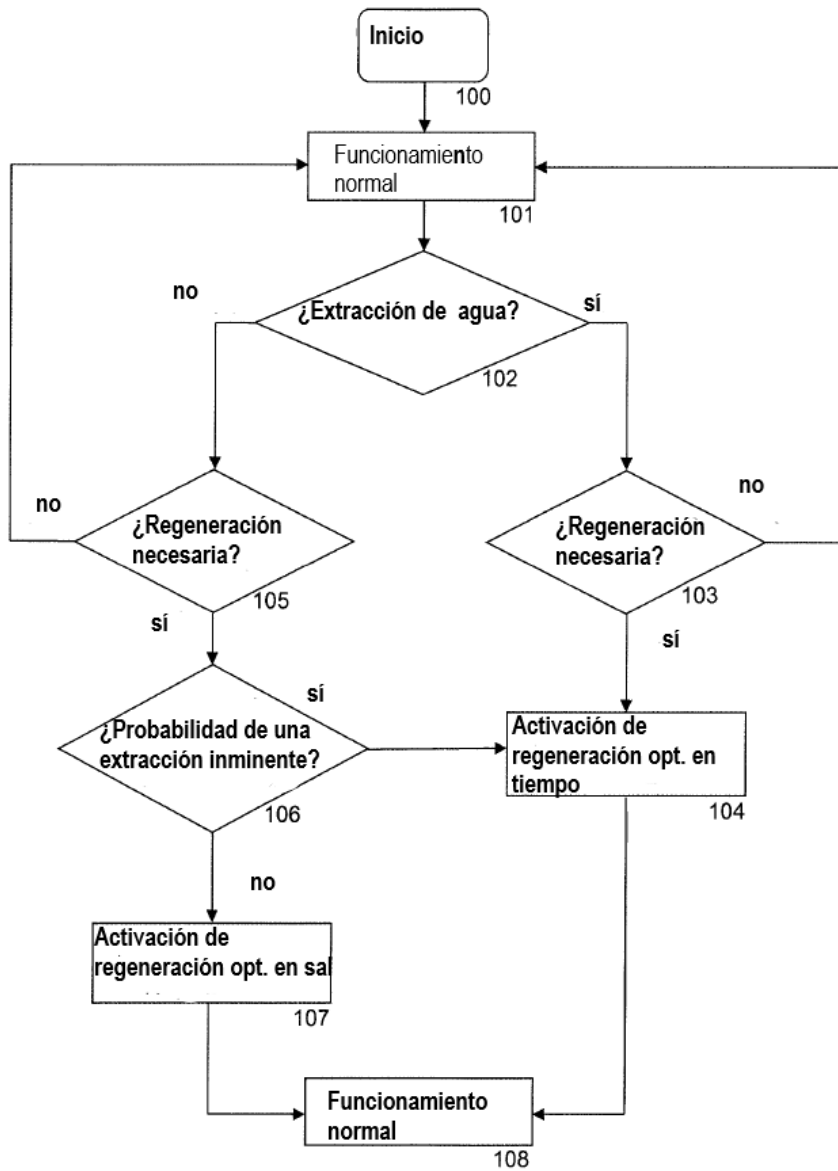 Inicio
100
Funcionamiento
normal
101
no
¿Extracción de agua?
sí
102
no
¿Regeneración
necesaria?
105
¿Regeneración
necesaria?
no
103
sí
sí
¿Probabilidad de una
extracción inminente?
sí
106
Activación de
regeneración opt. en
tiempo
104
no
Activación de
regeneración opt. en sal
107
Funcionamiento
normal
108